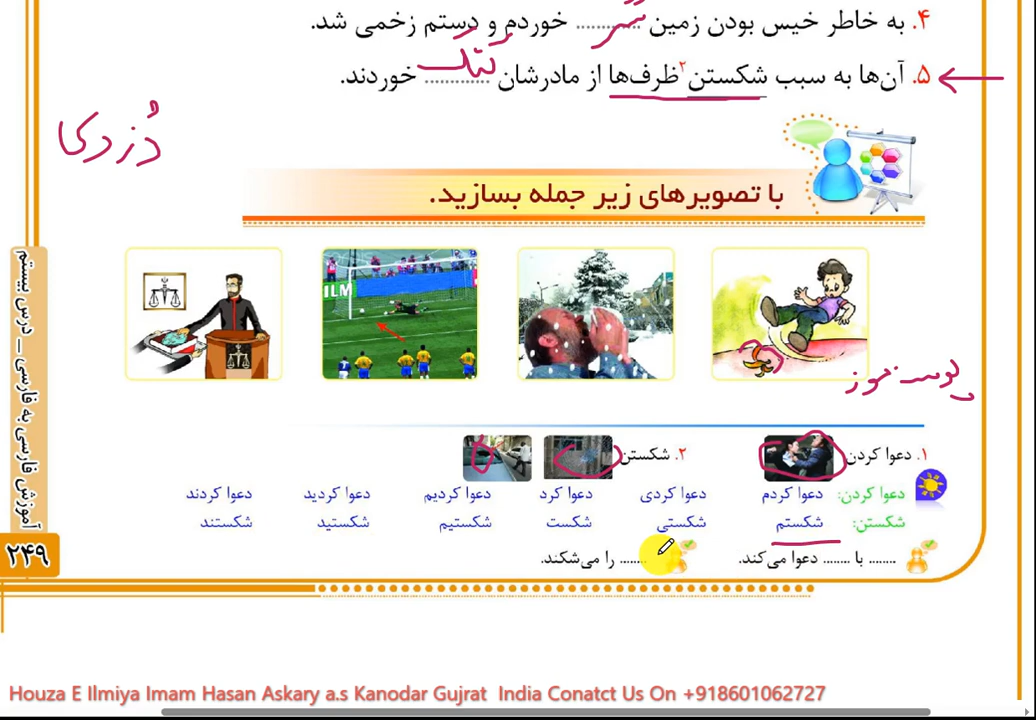 ۴. به خاطر خیس بودن زمین سُر خوردم و دستم زخمی شد.
۵. آن‌ها به سبب شکستن۲ ظرف‌ها از مادرشان کتک خوردند.
دُزدکی
با تصویرهای زیر جمله بسازید.
ILM
پوست موز
۱. دعوا کردن ۲. شکستن
دعوا کردن: دعوا کردم دعوا کردی دعوا کرد دعوا کردیم دعوا کردید دعوا کردند
شکستن: شکستم شکستی شکست شکستیم شکستید شکستند
........ با ........ دعوا می‌کند. ........ را می‌شکند.
آموزش فارسی به فارسی ـ درس بیستم
۲۴۹
Houza E Ilmiya Imam Hasan Askary a.s Kanodar Gujrat India Conatct Us On +918601062727